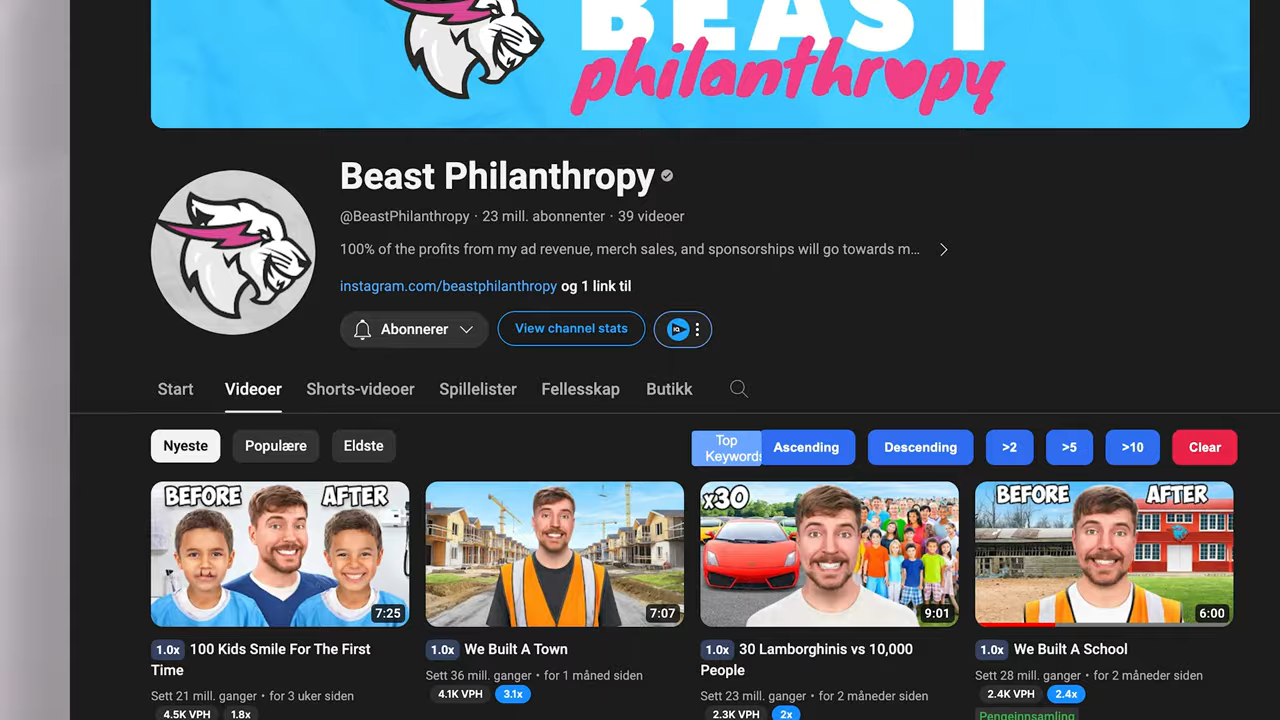 BEAST
philanthropy
Beast Philanthropy
@BeastPhilanthropy · 23 mill. abonnenter · 39 videoer
100% of the profits from my ad revenue, merch sales, and sponsorships will go towards m...
instagram.com/beastphilanthropy og 1 link til
Abonnerer
View channel stats
IQ
Start Videoer Shorts-videoer Spillelister Fellesskap Butikk
Nyeste Populære Eldste
Top
Keywords
Ascending Descending >2 >5 >10 Clear
BEFORE AFTER
7:25
7:07
x30
9:01
BEFORE AFTER
6:00
1.0x 100 Kids Smile For The First
Time
Sett 21 mill. ganger · for 3 uker siden
4.5K VPH 1.8x
1.0x We Built A Town
Sett 36 mill. ganger · for 1 måned siden
4.1K VPH 3.1x
1.0x 30 Lamborghinis vs 10,000
People
Sett 23 mill. ganger · for 2 måneder siden
2.3K VPH 2x
1.0x We Built A School
Sett 28 mill. ganger · for 2 måneder siden
2.4K VPH 2.4x
Pengeinnsamling